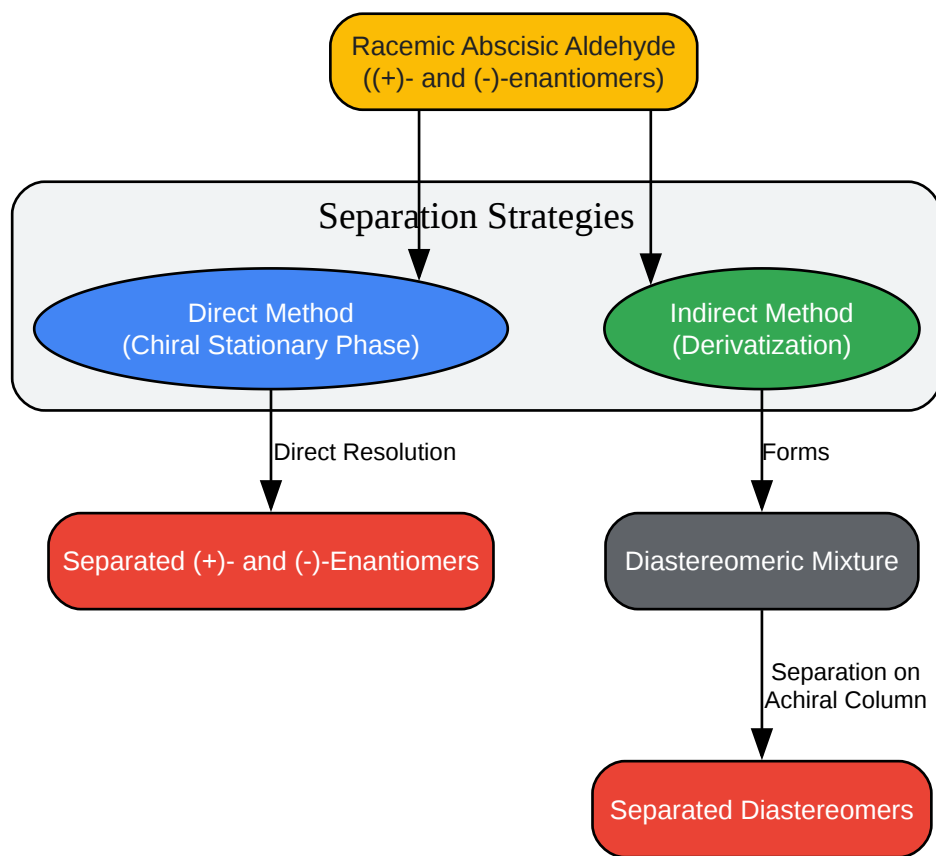 Racemic Abscisic Aldehyde
((+)- and (-)-enantiomers)
Separation Strategies
Direct Method
(Chiral Stationary Phase)
Indirect Method
(Derivatization)
Direct Resolution
Forms
Separated (+)- and (-)-Enantiomers
Diastereomeric Mixture
Separation on
Achiral Column
Separated Diastereomers